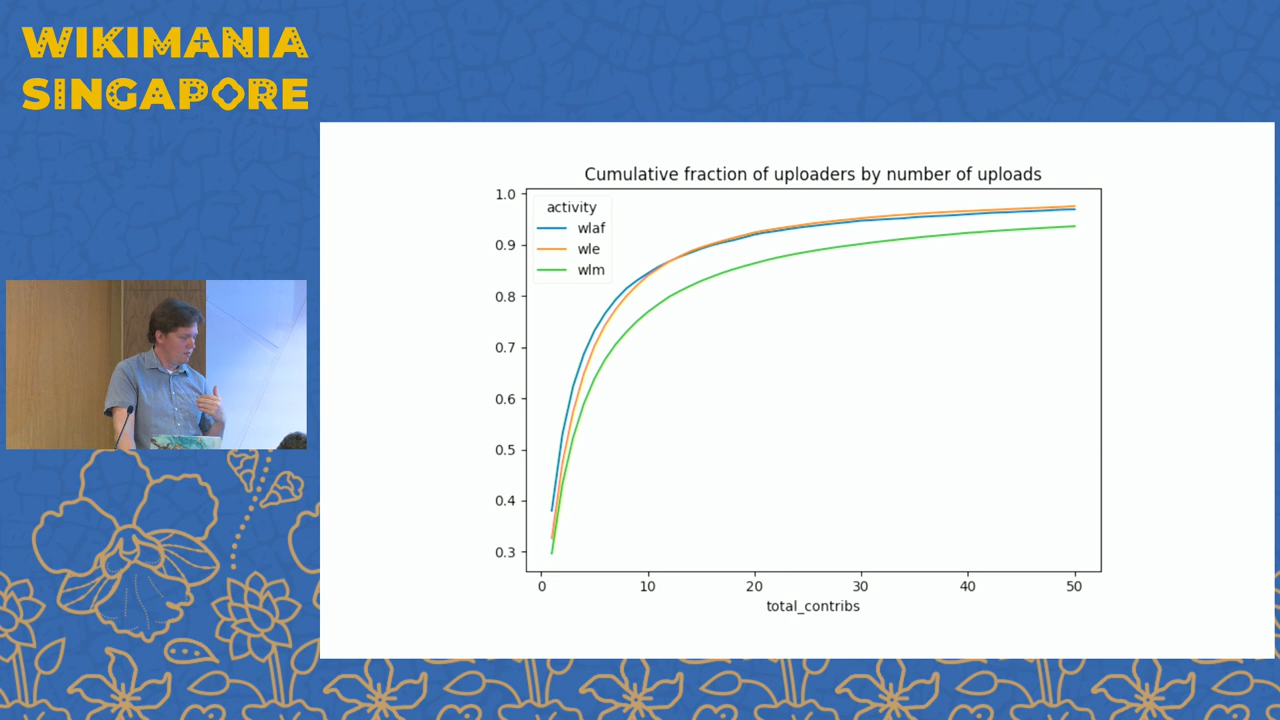 WIKIMANIA
SINGAPORE
Cumulative fraction of uploaders by number of uploads
activity
wlaf
wle
wlm
1.0
0.9
0.8
0.7
0.6
0.5
0.4
0.3
0 10 20 30 40 50
total_contribs